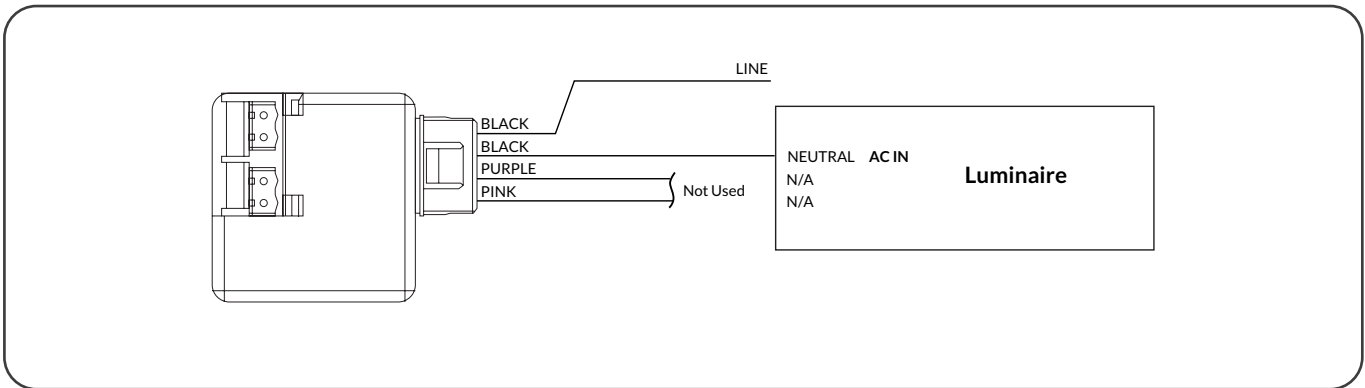 LINE
BLACK
BLACK
PURPLE
PINK
Not Used
NEUTRAL AC IN
N/A
N/A
Luminaire